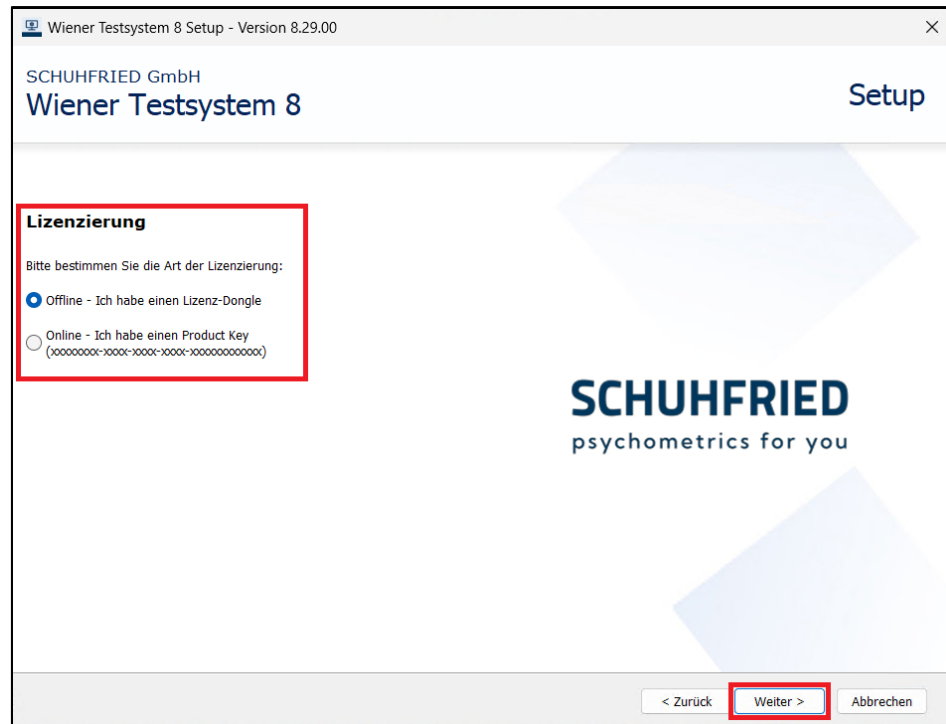 Wiener Testsystem 8 Setup - Version 8.29.00
SCHUHFRIED GmbH
Wiener Testsystem 8
Setup
Lizenzierung
Bitte bestimmen Sie die Art der Lizenzierung:
Offline - Ich habe einen Lizenz-Dongle
Online - Ich habe einen Product Key
(xxxxxxxx-xxxx-xxxx-xxxx-xxxxxxxxxxxx)
SCHUHFRIED
psychometrics for you
< Zurück
Weiter >
Abbrechen